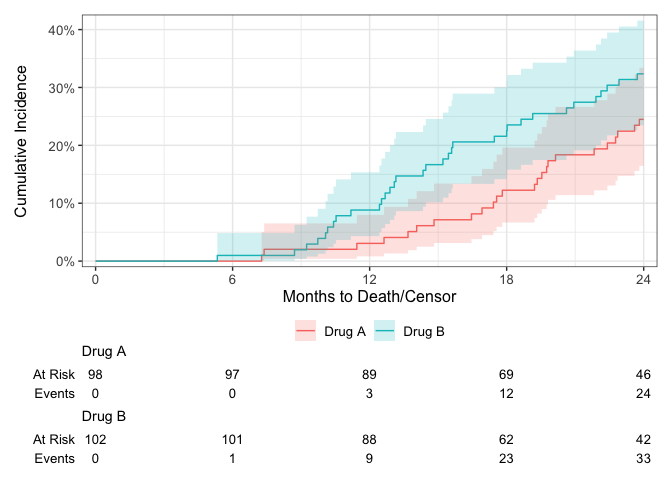 Cumulative Incidence
40%
30%
20%
10%
0%
0 6 12 18 24
Months to Death/Censor
Drug A Drug B
Drug A
At Risk 98 97 89 69 46
Events 0 0 3 12 24
Drug B
At Risk 102 101 88 62 42
Events 0 1 9 23 33